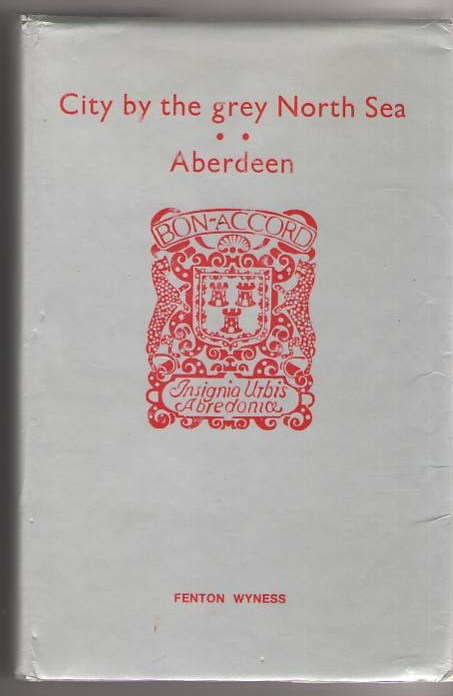 City by the grey North Sea
• •
Aberdeen
BON-ACCORD
Insignia Urbis
Abredoniæ
FENTON WYNESS